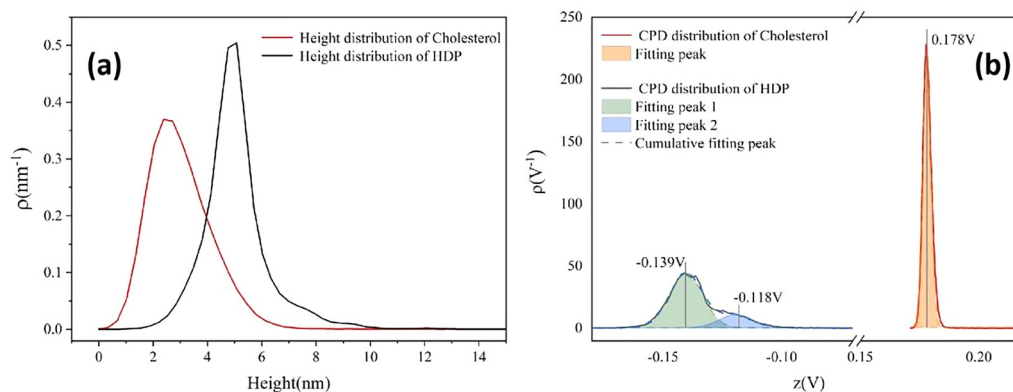 (a)
Height distribution of Cholesterol
Height distribution of HDP
ρ(nm⁻¹)
0.5
0.4
0.3
0.2
0.1
0.0
0 2 4 6 8 10 12 14
Height(nm)
(b)
CPD distribution of Cholesterol
Fitting peak
CPD distribution of HDP
Fitting peak 1
Fitting peak 2
Cumulative fitting peak
0.178V
-0.139V
-0.118V
ρ(V⁻¹)
250
200
150
100
50
0
-0.15 -0.10 0.15 0.20
z(V)